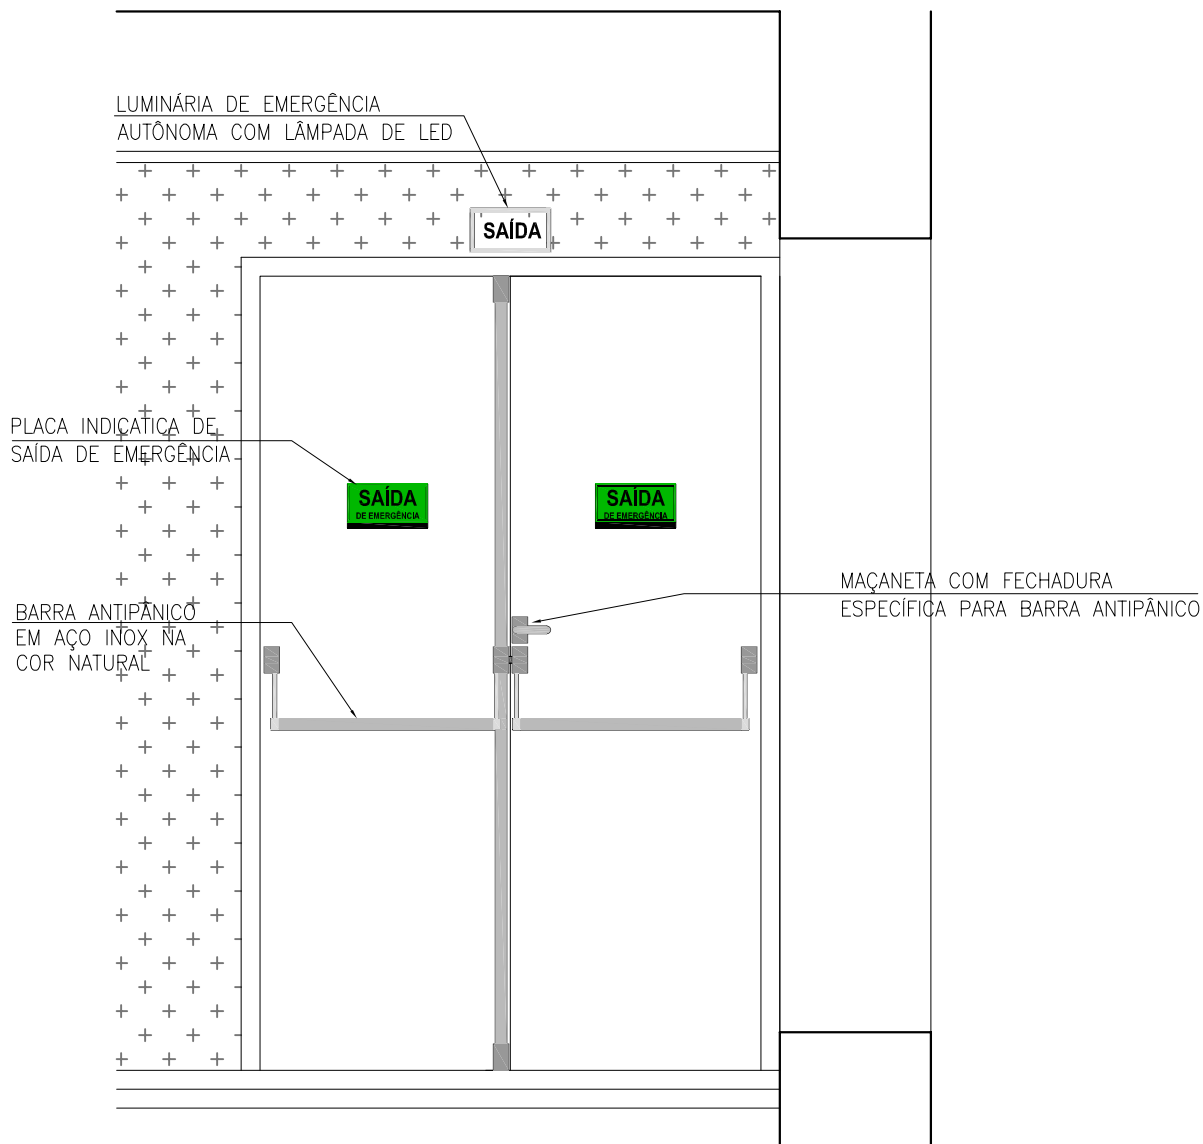 LUMINÁRIA DE EMERGÊNCIA
AUTÔNOMA COM LÂMPADA DE LED
SAÍDA
PLACA INDICATICA DE
SAÍDA DE EMERGÊNCIA
SAÍDA
DE EMERGÊNCIA
SAÍDA
DE EMERGÊNCIA
MAÇANETA COM FECHADURA
ESPECÍFICA PARA BARRA ANTIPÂNICO
BARRA ANTIPÂNICO
EM AÇO INOX NA
COR NATURAL